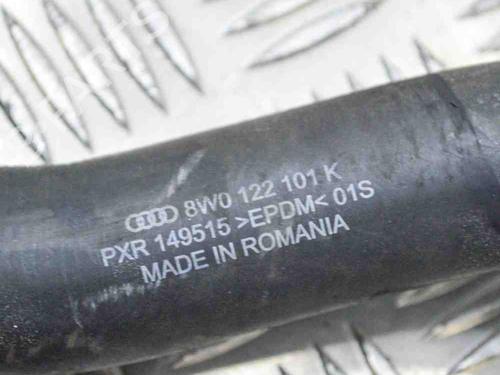 8W0 122 101 K
PXR 149515 >EPDM< 01S
MADE IN ROMANIA